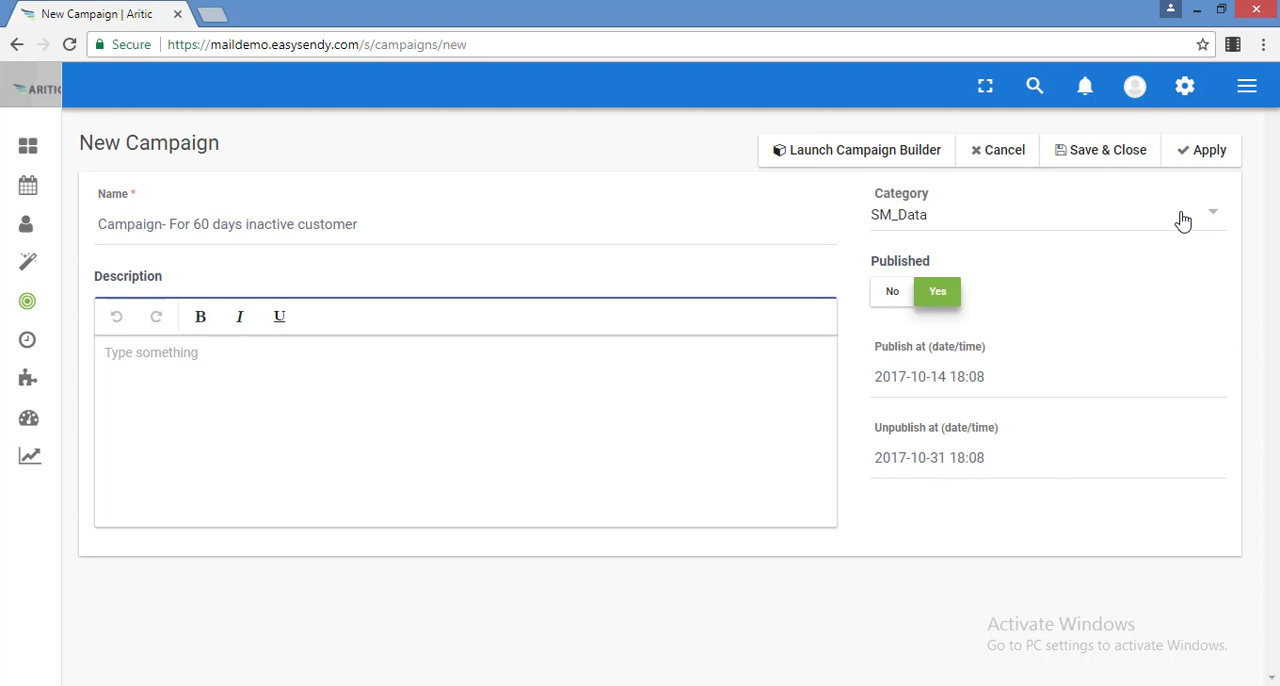 New Campaign | Aritic
Secure
https://maildemo.easysendy.com/s/campaigns/new
ARITIC
New Campaign
Launch Campaign Builder
Cancel
Save & Close
Apply
Name *
Campaign- For 60 days inactive customer
Description
B I U
Type something
Category
SM_Data
Published
No Yes
Publish at (date/time)
2017-10-14 18:08
Unpublish at (date/time)
2017-10-31 18:08
Activate Windows
Go to PC settings to activate Windows.